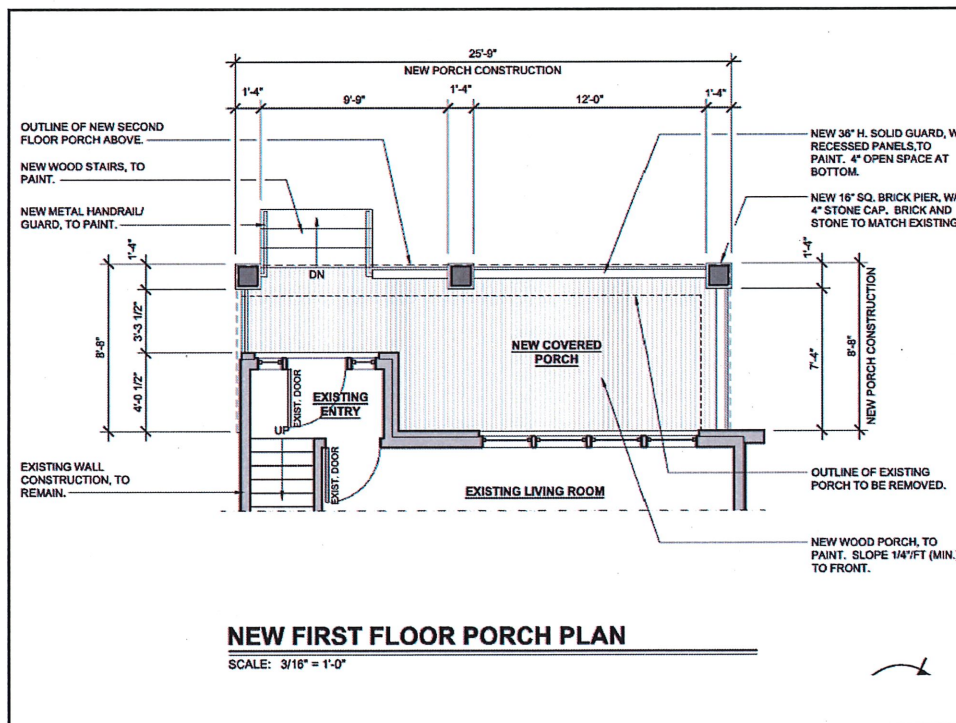 25'-9"
NEW PORCH CONSTRUCTION
1'-4"
9'-9"
1'-4"
12'-0"
1'-4"
OUTLINE OF NEW SECOND
FLOOR PORCH ABOVE.
NEW WOOD STAIRS, TO
PAINT.
NEW METAL HANDRAIL/
GUARD, TO PAINT.
NEW 36" H. SOLID GUARD, W
RECESSED PANELS,TO
PAINT. 4" OPEN SPACE AT
BOTTOM.
NEW 16" SQ. BRICK PIER, W/
4" STONE CAP. BRICK AND
STONE TO MATCH EXISTING
1'-4"
3'-3 1/2"
4'-0 1/2"
8'-8"
DN
1'-4"
7'-4"
8'-8"
NEW PORCH CONSTRUCTION
NEW COVERED
PORCH
EXISTING
ENTRY
EXIST. DOOR
UP
EXIST. DOOR
EXISTING WALL
CONSTRUCTION, TO
REMAIN.
EXISTING LIVING ROOM
OUTLINE OF EXISTING
PORCH TO BE REMOVED.
NEW WOOD PORCH, TO
PAINT. SLOPE 1/4"/FT (MIN.
TO FRONT.
NEW FIRST FLOOR PORCH PLAN
SCALE: 3/16" = 1'-0"